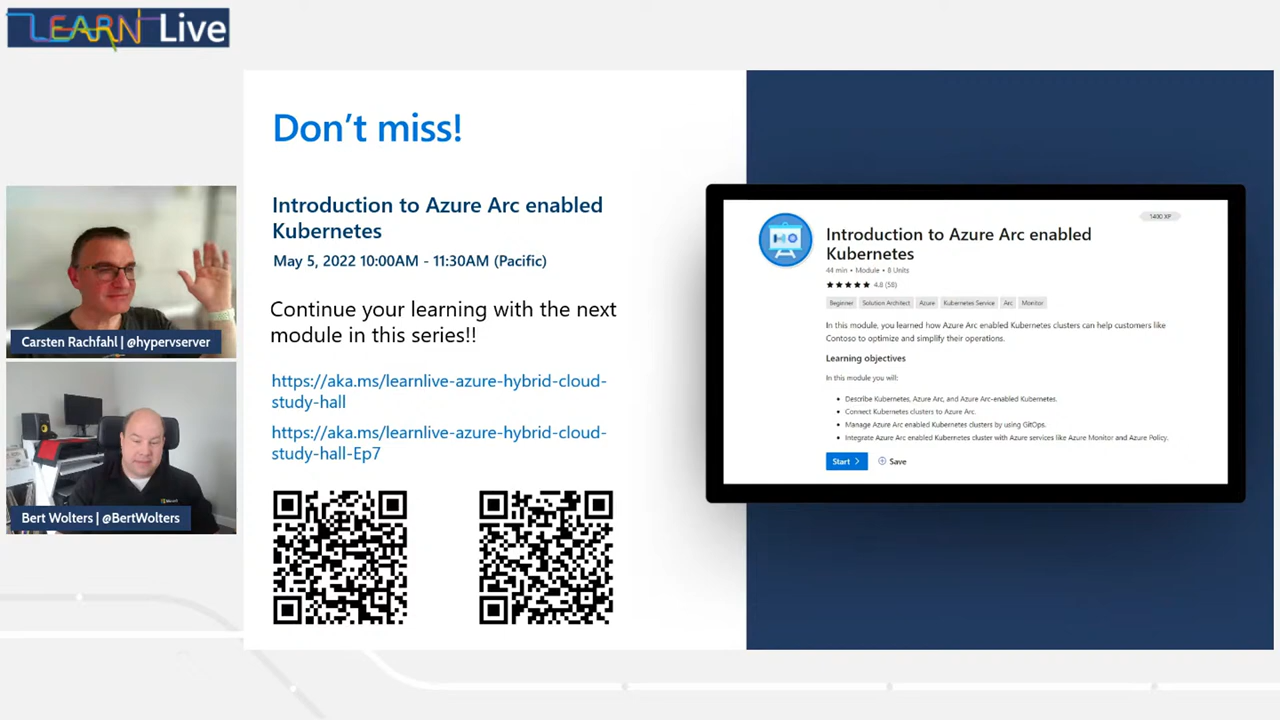 LEARN Live
Don't miss!
Introduction to Azure Arc enabled
Kubernetes
May 5, 2022 10:00AM - 11:30AM (Pacific)
Continue your learning with the next
module in this series!!
https://aka.ms/learnlive-azure-hybrid-cloud-
study-hall
https://aka.ms/learnlive-azure-hybrid-cloud-
study-hall-Ep7
Carsten Rachfahl | @hypervserver
Bert Wolters | @BertWolters
1400 XP
Introduction to Azure Arc enabled
Kubernetes
44 min • Module • 8 Units
4.8 (58)
Beginner Solution Architect Azure Kubernetes Service Arc Monitor
In this module, you learned how Azure Arc enabled Kubernetes clusters can help customers like
Contoso to optimize and simplify their operations.
Learning objectives
In this module you will:
• Describe Kubernetes, Azure Arc, and Azure Arc-enabled Kubernetes.
• Connect Kubernetes clusters to Azure Arc.
• Manage Azure Arc enabled Kubernetes clusters by using GitOps.
• Integrate Azure Arc enabled Kubernetes cluster with Azure services like Azure Monitor and Azure Policy.
Start > Save